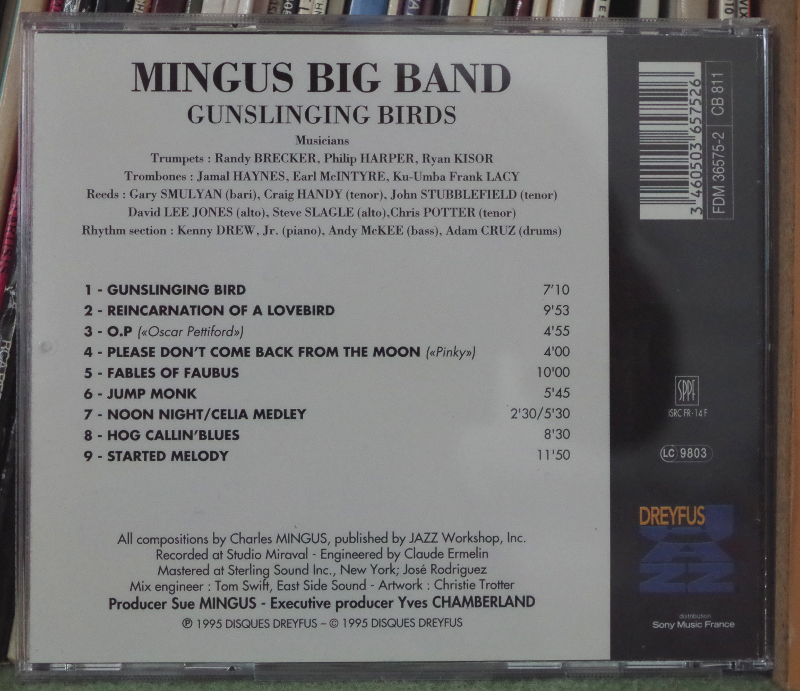 MINGUS BIG BAND
GUNSLINGING BIRDS
Musicians
Trumpets : Randy BRECKER, Philip HARPER, Ryan KISOR
Trombones : Jamal HAYNES, Earl McINTYRE, Ku-Umba Frank LACY
Reeds : Gary SMULYAN (bari), Craig HANDY (tenor), John STUBBLEFIELD (tenor)
David LEE JONES (alto), Steve SLAGLE (alto),Chris POTTER (tenor)
Rhythm section : Kenny DREW, Jr. (piano), Andy McKEE (bass), Adam CRUZ (drums)
1 - GUNSLINGING BIRD 7'10
2 - REINCARNATION OF A LOVEBIRD 9'53
3 - O.P («Oscar Pettiford») 4'55
4 - PLEASE DON'T COME BACK FROM THE MOON («Pinky») 4'00
5 - FABLES OF FAUBUS 10'00
6 - JUMP MONK 5'45
7 - NOON NIGHT/CELIA MEDLEY 2'30/5'30
8 - HOG CALLIN'BLUES 8'30
9 - STARTED MELODY 11'50
All compositions by Charles MINGUS, published by JAZZ Workshop, Inc.
Recorded at Studio Miraval - Engineered by Claude Ermelin
Mastered at Sterling Sound Inc., New York; José Rodriguez
Mix engineer : Tom Swift, East Side Sound - Artwork : Christie Trotter
Producer Sue MINGUS - Executive producer Yves CHAMBERLAND
℗ 1995 DISQUES DREYFUS – © 1995 DISQUES DREYFUS
3 460503 657526
FDM 36575-2 CB 811
SPPF
ISRC FR-14 F
LC 9803
DREYFUS
JAZZ
distribution
Sony Music France